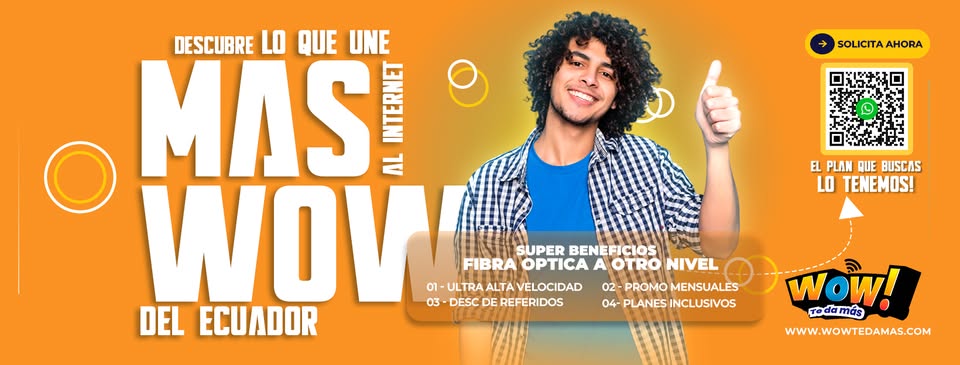 DESCUBRE LO QUE UNE
MAS
AL INTERNET
WOW
DEL ECUADOR
SUPER BENEFICIOS
FIBRA OPTICA A OTRO NIVEL
01 - ULTRA ALTA VELOCIDAD
02 - PROMO MENSUALES
03 - DESC DE REFERIDOS
04- PLANES INCLUSIVOS
SOLICITA AHORA
EL PLAN QUE BUSCAS
LO TENEMOS!
WOW!
Te da más
WWW.WOWTEDAMAS.COM